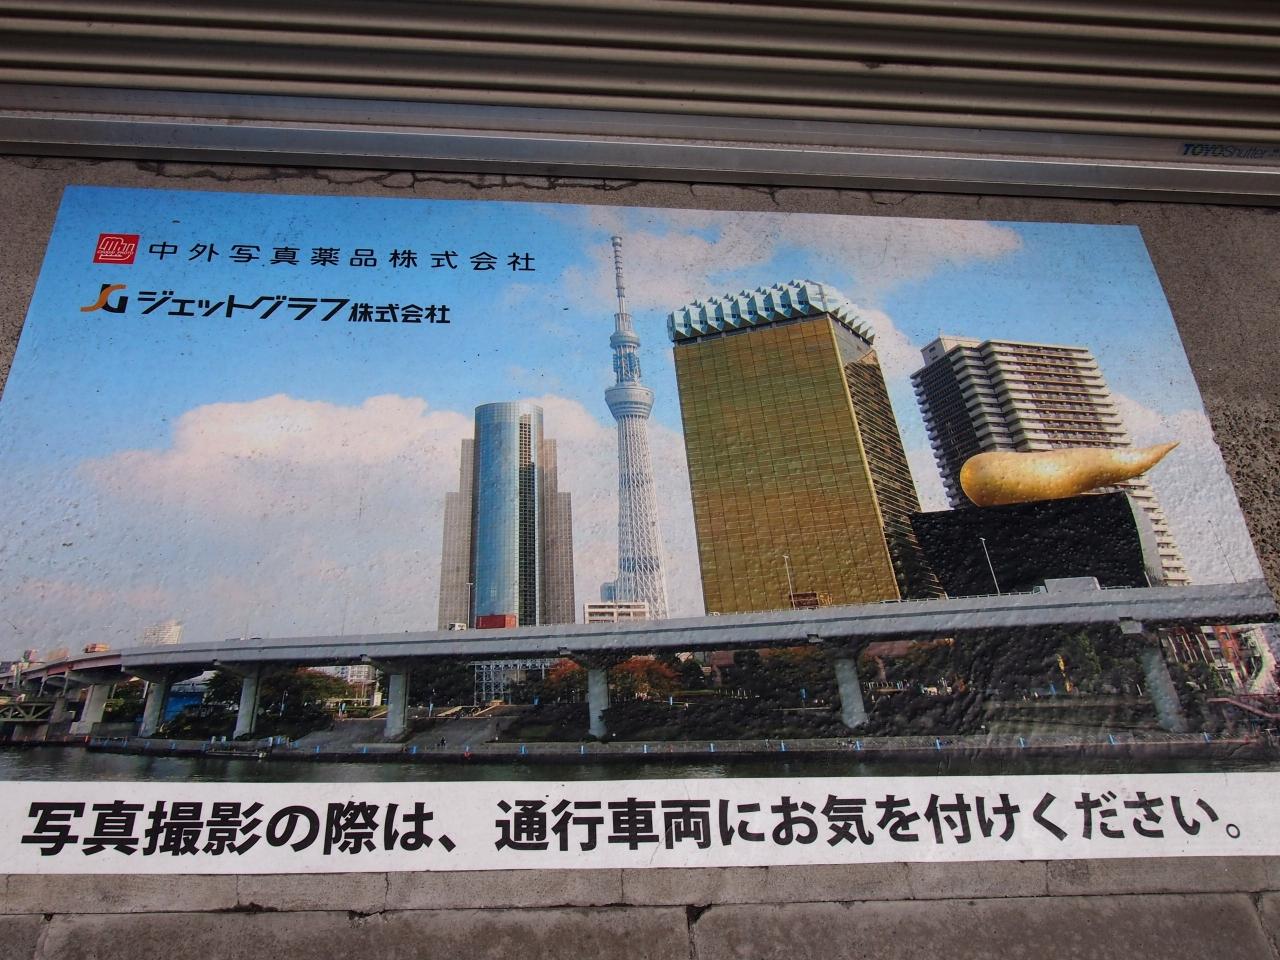 TOYOShutter
中外写真薬品株式会社
ジェットグラフ株式会社
写真撮影の際は、通行車両にお気を付けください。